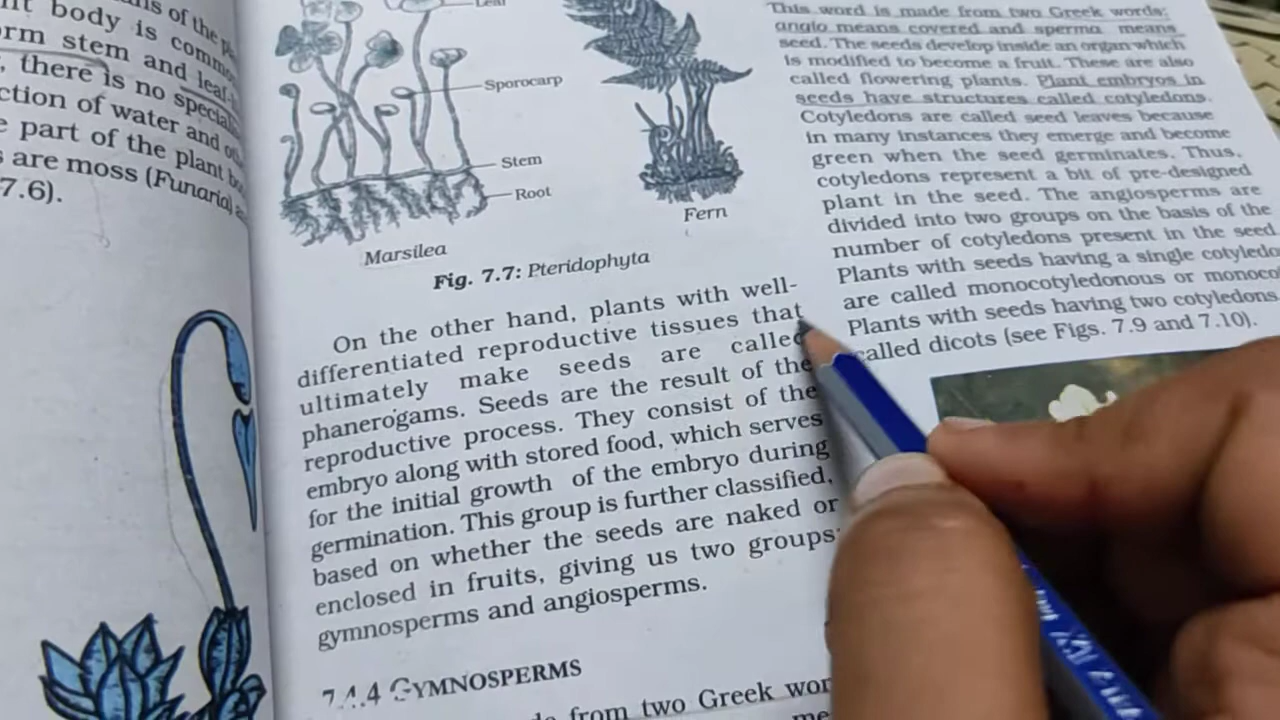 t body is comm
rm stem and leaf-
, there is no special
ction of water and
e part of the plant
s are moss (Funaria)
7.6).
Leaf
Sporocarp
Stem
Root
Marsilea
Fern
Fig. 7.7: Pteridophyta
On the other hand, plants with well-
differentiated reproductive tissues that
ultimately make seeds are called
phanerogams. Seeds are the result of the
reproductive process. They consist of the
embryo along with stored food, which serves
for the initial growth of the embryo during
germination. This group is further classified,
based on whether the seeds are naked or
enclosed in fruits, giving us two groups:
gymnosperms and angiosperms.
7.4.4 GYMNOSPERMS
from two Greek wor
This word is made from two Greek words:
angio means covered and sperma means
seed. The seeds develop inside an organ which
is modified to become a fruit. These are also
called flowering plants. Plant embryos in
seeds have structures called cotyledons.
Cotyledons are called seed leaves because
in many instances they emerge and become
green when the seed germinates. Thus,
cotyledons represent a bit of pre-designed
plant in the seed. The angiosperms are
divided into two groups on the basis of the
number of cotyledons present in the seed.
Plants with seeds having a single cotyledo
are called monocotyledonous or monoco
Plants with seeds having two cotyledons
called dicots (see Figs. 7.9 and 7.10).